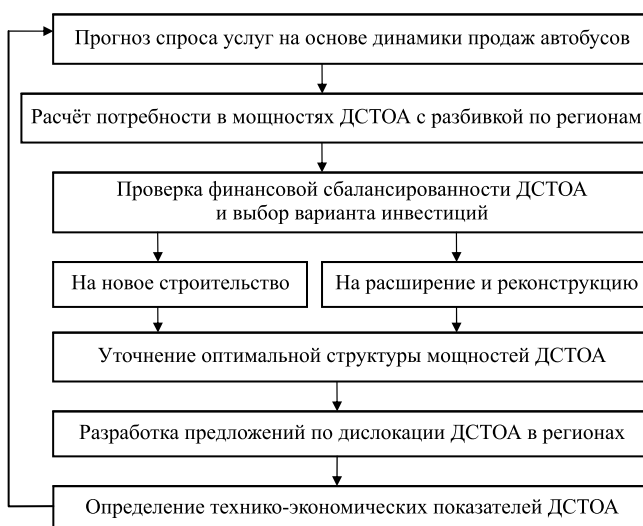 Прогноз спроса услуг на основе динамики продаж автобусов
Расчёт потребности в мощностях ДСТОА с разбивкой по регионам
Проверка финансовой сбалансированности ДСТОА
и выбор варианта инвестиций
На новое строительство
На расширение и реконструкцию
Уточнение оптимальной структуры мощностей ДСТОА
Разработка предложений по дислокации ДСТОА в регионах
Определение технико-экономических показателей ДСТОА